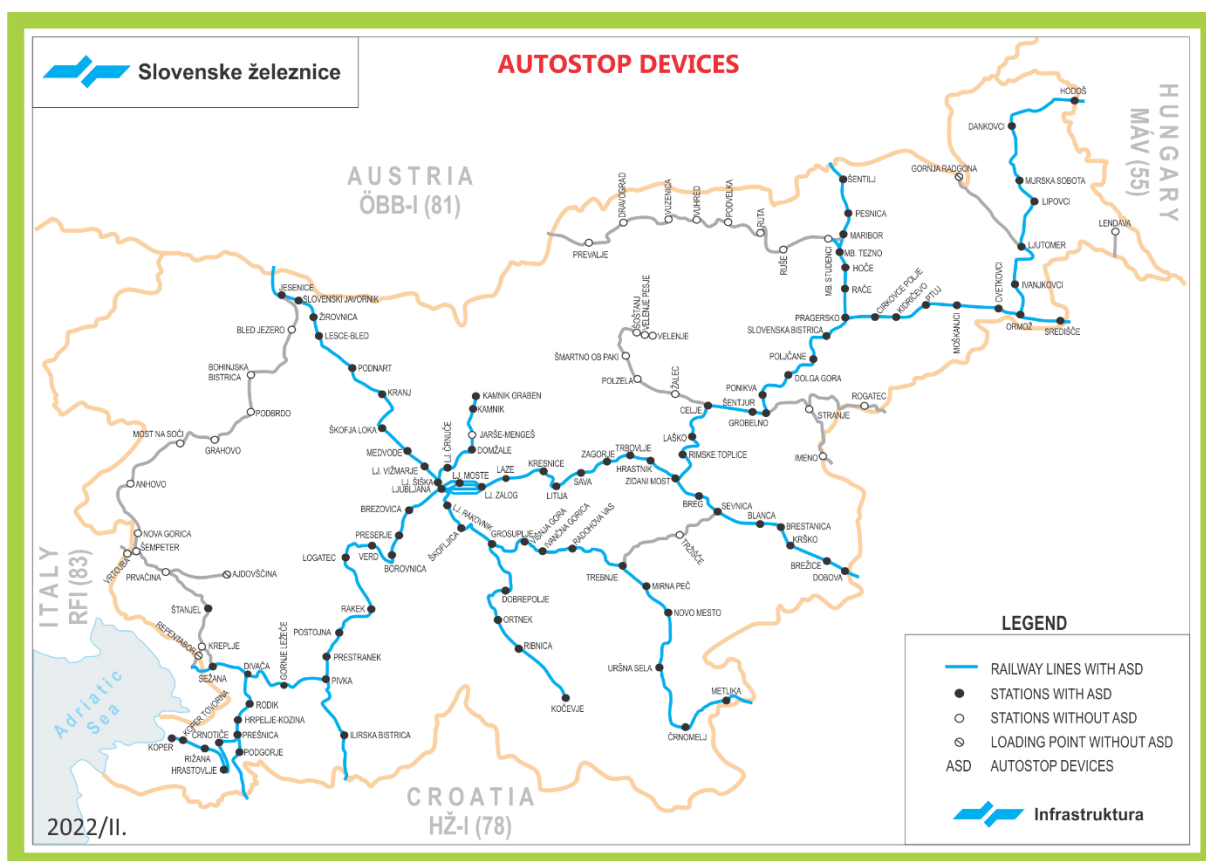 Slovenske železnice
AUTOSTOP DEVICES
HUNGARY
MÁV (55)
AUSTRIA
ÖBB-I (81)
ITALY
RFI (83)
CROATIA
HŽ-I (78)
Adriatic
Sea
HODOŠ
DANKOVCI
MURSKA SOBOTA
LIPOVCI
LJUTOMER
IVANJKOVCI
GORNJA RADGONA
LENDAVA
ŠENTILJ
PESNICA
MARIBOR
MB. TEZNO
MB. STUDENCI
HOČE
RAČE
PRAGERSKO
CIRKOVCE POLJE
KIDRIČEVO
PTUJ
MOŠKANJCI
CVETKOVCI
ORMOŽ
SREDIŠČE
PREVALJE
DRAVOGRAD
VUZENICA
VUHRED
PODVELKA
RUTA
RUŠE
SLOVENSKA BISTRICA
POLJČANE
DOLGA GORA
PONIKVA
ŠENTJUR
GROBELNO
CELJE
STRANJE
ROGATEC
IMENO
ŠOŠTANJ
VELENJE PESJE
VELENJE
ŠMARTNO OB PAKI
POLZELA
ŽALEC
LAŠKO
RIMSKE TOPLICE
ZIDANI MOST
HRASTNIK
TRBOVLJE
ZAGORJE
SAVA
LITIJA
KRESNICE
LAZE
LJ. ZALOG
LJ. MOSTE
LJ. ČRNUČE
DOMŽALE
JARŠE-MENGEŠ
KAMNIK
KAMNIK GRABEN
JESENICE
SLOVENSKI JAVORNIK
ŽIROVNICA
LESCE-BLED
PODNART
KRANJ
ŠKOFJA LOKA
MEDVODE
LJ. VIŽMARJE
LJ. ŠIŠKA
LJUBLJANA
BLED JEZERO
BOHINJSKA
BISTRICA
PODBRDO
GRAHOVO
MOST NA SOČI
ANHOVO
NOVA GORICA
ŠEMPETER
VRTOJBA
PRVAČINA
AJDOVŠČINA
ŠTANJEL
KREPLJE
REPENTABOR
SEŽANA
DIVAČA
GORNJE LEŽEČE
RODIK
HRPELJE-KOZINA
PREŠNICA
PODGORJE
ČRNOTIČE
KOPER TOVORNA
KOPER
RIŽANA
HRASTOVLJE
BREZOVICA
PRESERJE
BOROVNICA
VERD
LOGATEC
RAKEK
POSTOJNA
PRESTRANEK
PIVKA
ILIRSKA BISTRICA
LJ. RAKOVNIK
ŠKOFLJICA
GROSUPLJE
VIŠNJA GORA
IVANČNA GORICA
RADOHOVA VAS
TREBNJE
TRŽIŠČE
MIRNA PEČ
NOVO MESTO
URŠNA SELA
ČRNOMELJ
METLIKA
DOBREPOLJE
ORTNEK
RIBNICA
KOČEVJE
BREG
SEVNICA
BLANCA
BRESTANICA
KRŠKO
BREŽICE
DOBOVA
LEGEND
RAILWAY LINES WITH ASD
STATIONS WITH ASD
STATIONS WITHOUT ASD
LOADING POINT WITHOUT ASD
ASD AUTOSTOP DEVICES
Infrastruktura
2022/II.